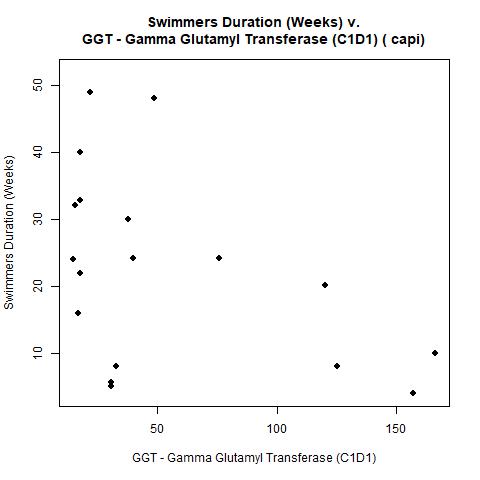 Swimmers Duration (Weeks) v.
GGT - Gamma Glutamyl Transferase (C1D1) ( capi)
Swimmers Duration (Weeks)
50
40
30
20
10
50
100
150
GGT - Gamma Glutamyl Transferase (C1D1)